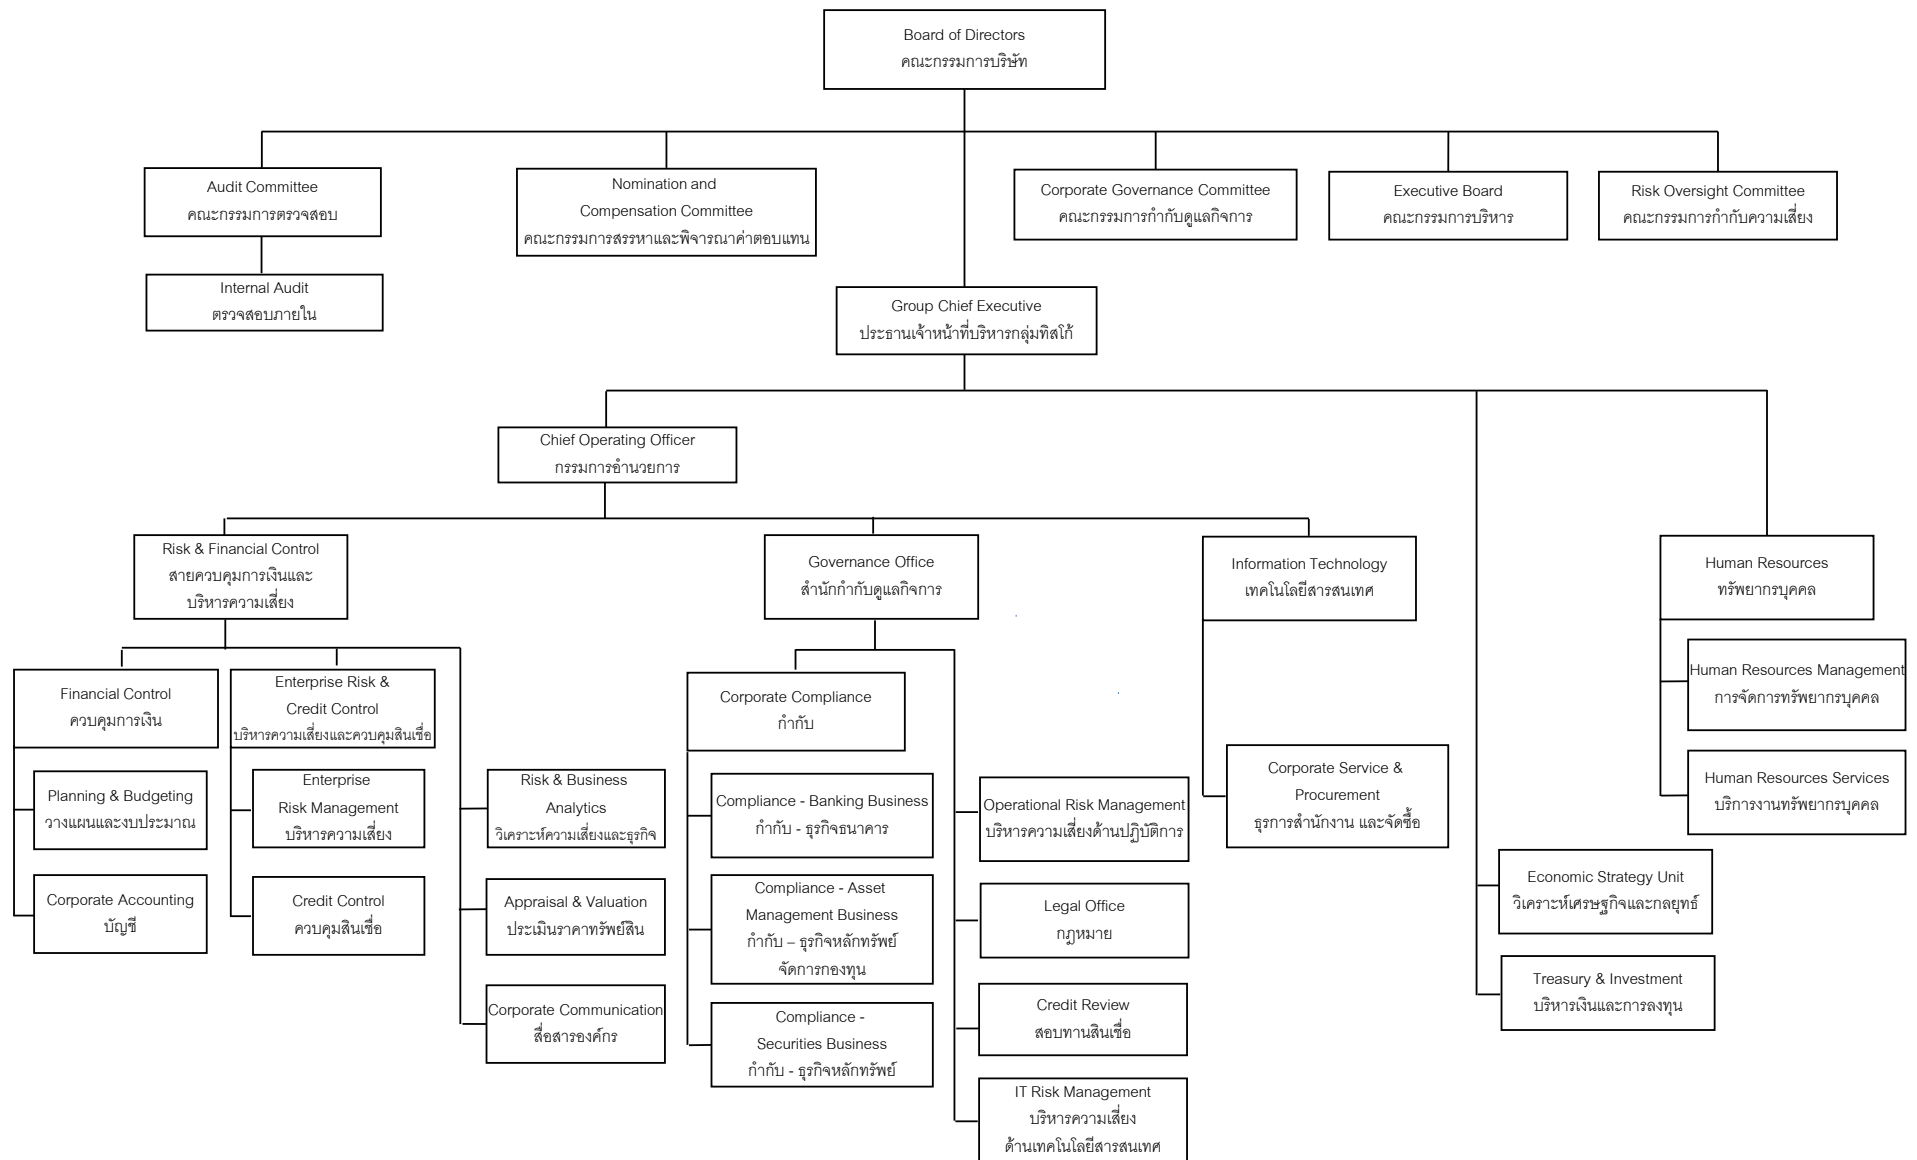 Board of Directors
คณะกรรมการบริษัท
Audit Committee
คณะกรรมการตรวจสอบ
Nomination and
Compensation Committee
คณะกรรมการสรรหาและพิจารณาค่าตอบแทน
Corporate Governance Committee
คณะกรรมการกำกับดูแลกิจการ
Executive Board
คณะกรรมการบริหาร
Risk Oversight Committee
คณะกรรมการกำกับความเสี่ยง
Internal Audit
ตรวจสอบภายใน
Group Chief Executive
ประธานเจ้าหน้าที่บริหารกลุ่มทิสโก้
Chief Operating Officer
กรรมการอำนวยการ
Risk & Financial Control
สายควบคุมการเงินและ
บริหารความเสี่ยง
Governance Office
สำนักกำกับดูแลกิจการ
Information Technology
เทคโนโลยีสารสนเทศ
Human Resources
ทรัพยากรบุคคล
Financial Control
ควบคุมการเงิน
Enterprise Risk &
Credit Control
บริหารความเสี่ยงและควบคุมสินเชื่อ
Corporate Compliance
กำกับ
Human Resources Management
การจัดการทรัพยากรบุคคล
Planning & Budgeting
วางแผนและงบประมาณ
Enterprise
Risk Management
บริหารความเสี่ยง
Risk & Business
Analytics
วิเคราะห์ความเสี่ยงและธุรกิจ
Compliance - Banking Business
กำกับ - ธุรกิจธนาคาร
Operational Risk Management
บริหารความเสี่ยงด้านปฏิบัติการ
Corporate Service &
Procurement
ธุรการสำนักงาน และจัดซื้อ
Human Resources Services
บริการงานทรัพยากรบุคคล
Corporate Accounting
บัญชี
Credit Control
ควบคุมสินเชื่อ
Appraisal & Valuation
ประเมินราคาทรัพย์สิน
Compliance - Asset
Management Business
กำกับ – ธุรกิจหลักทรัพย์
จัดการกองทุน
Legal Office
กฎหมาย
Economic Strategy Unit
วิเคราะห์เศรษฐกิจและกลยุทธ์
Corporate Communication
สื่อสารองค์กร
Compliance -
Securities Business
กำกับ - ธุรกิจหลักทรัพย์
Credit Review
สอบทานสินเชื่อ
Treasury & Investment
บริหารเงินและการลงทุน
IT Risk Management
บริหารความเสี่ยง
ด้านเทคโนโลยีสารสนเทศ